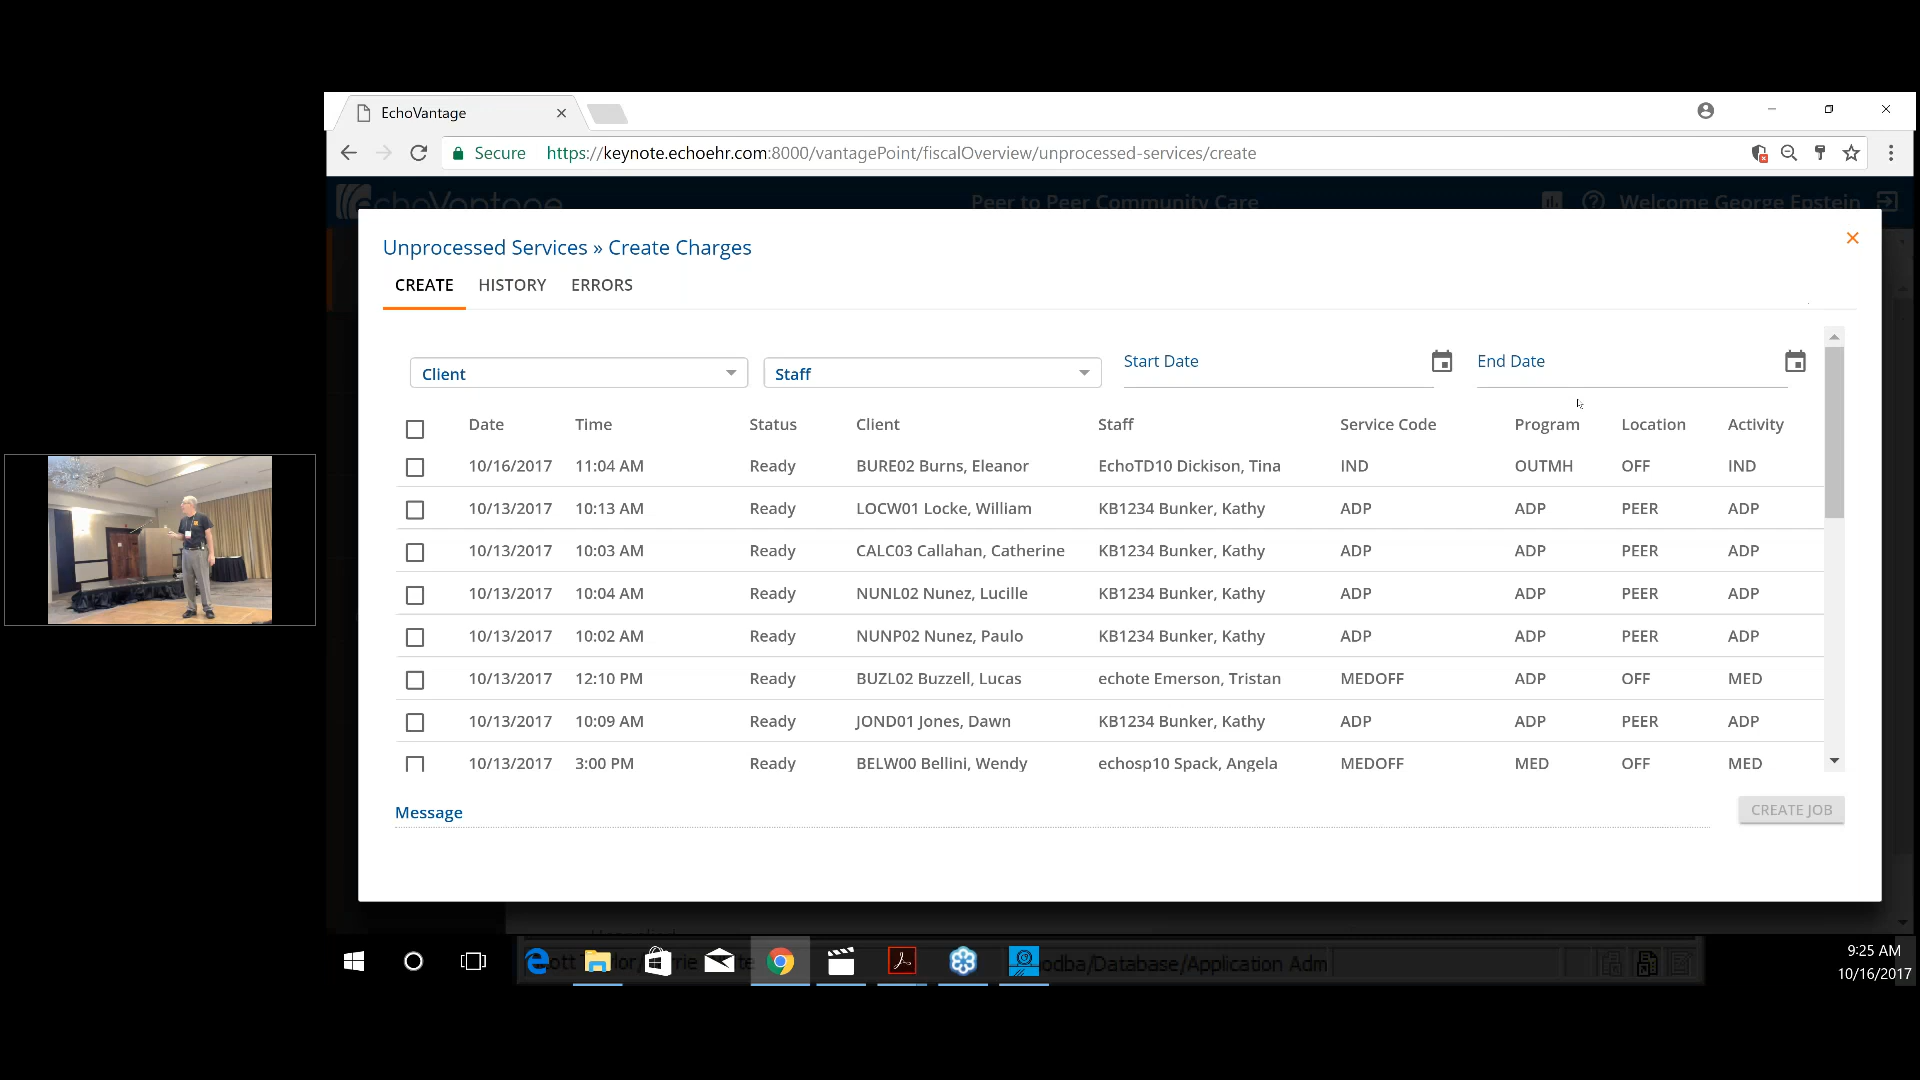 EchoVantage
Secure https://keynote.echoehr.com:8000/vantagePoint/fiscalOverview/unprocessed-services/create
echoVantage Peer to Peer Community Care Welcome George Epstein
Unprocessed Services » Create Charges
CREATE HISTORY ERRORS
Client Staff Start Date End Date
Date Time Status Client Staff Service Code Program Location Activity
10/16/2017 11:04 AM Ready BURE02 Burns, Eleanor EchoTD10 Dickison, Tina IND OUTMH OFF IND
10/13/2017 10:13 AM Ready LOCW01 Locke, William KB1234 Bunker, Kathy ADP ADP PEER ADP
10/13/2017 10:03 AM Ready CALC03 Callahan, Catherine KB1234 Bunker, Kathy ADP ADP PEER ADP
10/13/2017 10:04 AM Ready NUNL02 Nunez, Lucille KB1234 Bunker, Kathy ADP ADP PEER ADP
10/13/2017 10:02 AM Ready NUNP02 Nunez, Paulo KB1234 Bunker, Kathy ADP ADP PEER ADP
10/13/2017 12:10 PM Ready BUZL02 Buzzell, Lucas echote Emerson, Tristan MEDOFF ADP OFF MED
10/13/2017 10:09 AM Ready JOND01 Jones, Dawn KB1234 Bunker, Kathy ADP ADP PEER ADP
10/13/2017 3:00 PM Ready BELW00 Bellini, Wendy echosp10 Spack, Angela MEDOFF MED OFF MED
Message CREATE JOB
odba/Database/Application Adm
9:25 AM
10/16/2017